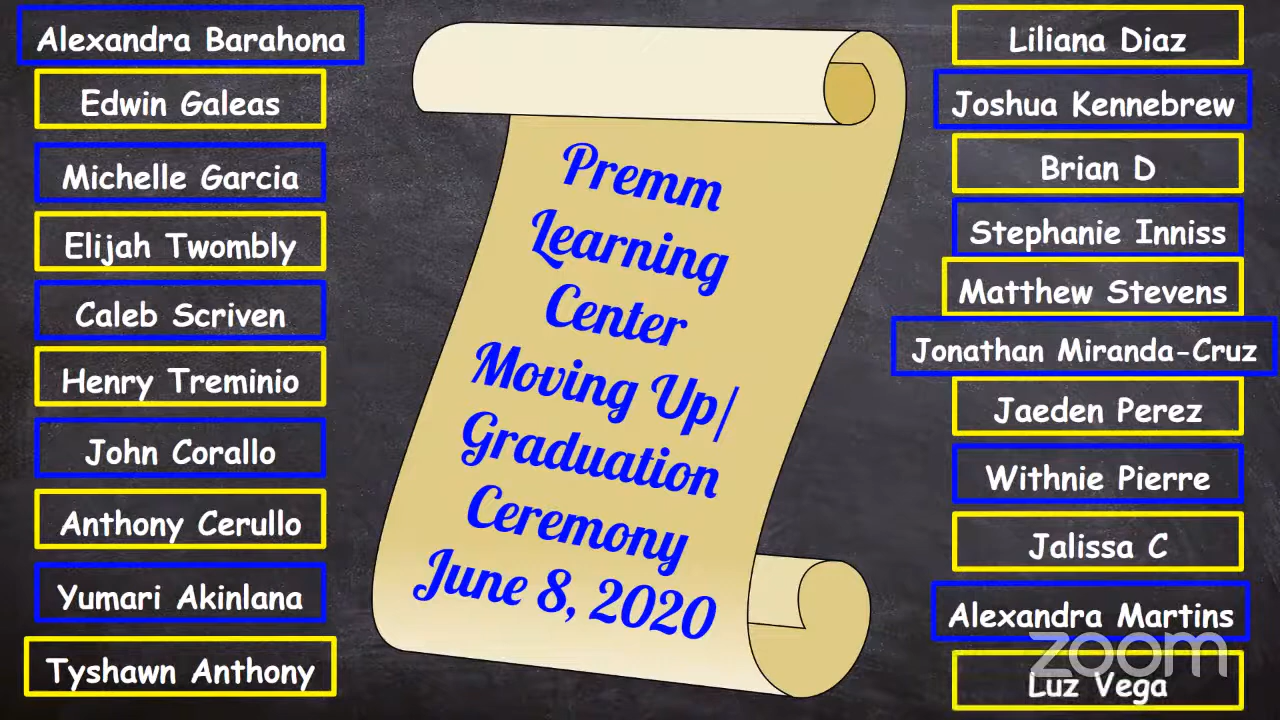 Alexandra Barahona
Edwin Galeas
Michelle Garcia
Elijah Twombly
Caleb Scriven
Henry Treminio
John Corallo
Anthony Cerullo
Yumari Akinlana
Tyshawn Anthony
Premm
Learning
Center
Moving Up/
Graduation
Ceremony
June 8, 2020
Liliana Diaz
Joshua Kennebrew
Brian D
Stephanie Inniss
Matthew Stevens
Jonathan Miranda-Cruz
Jaeden Perez
Withnie Pierre
Jalissa C
Alexandra Martins
zoom
Luz Vega